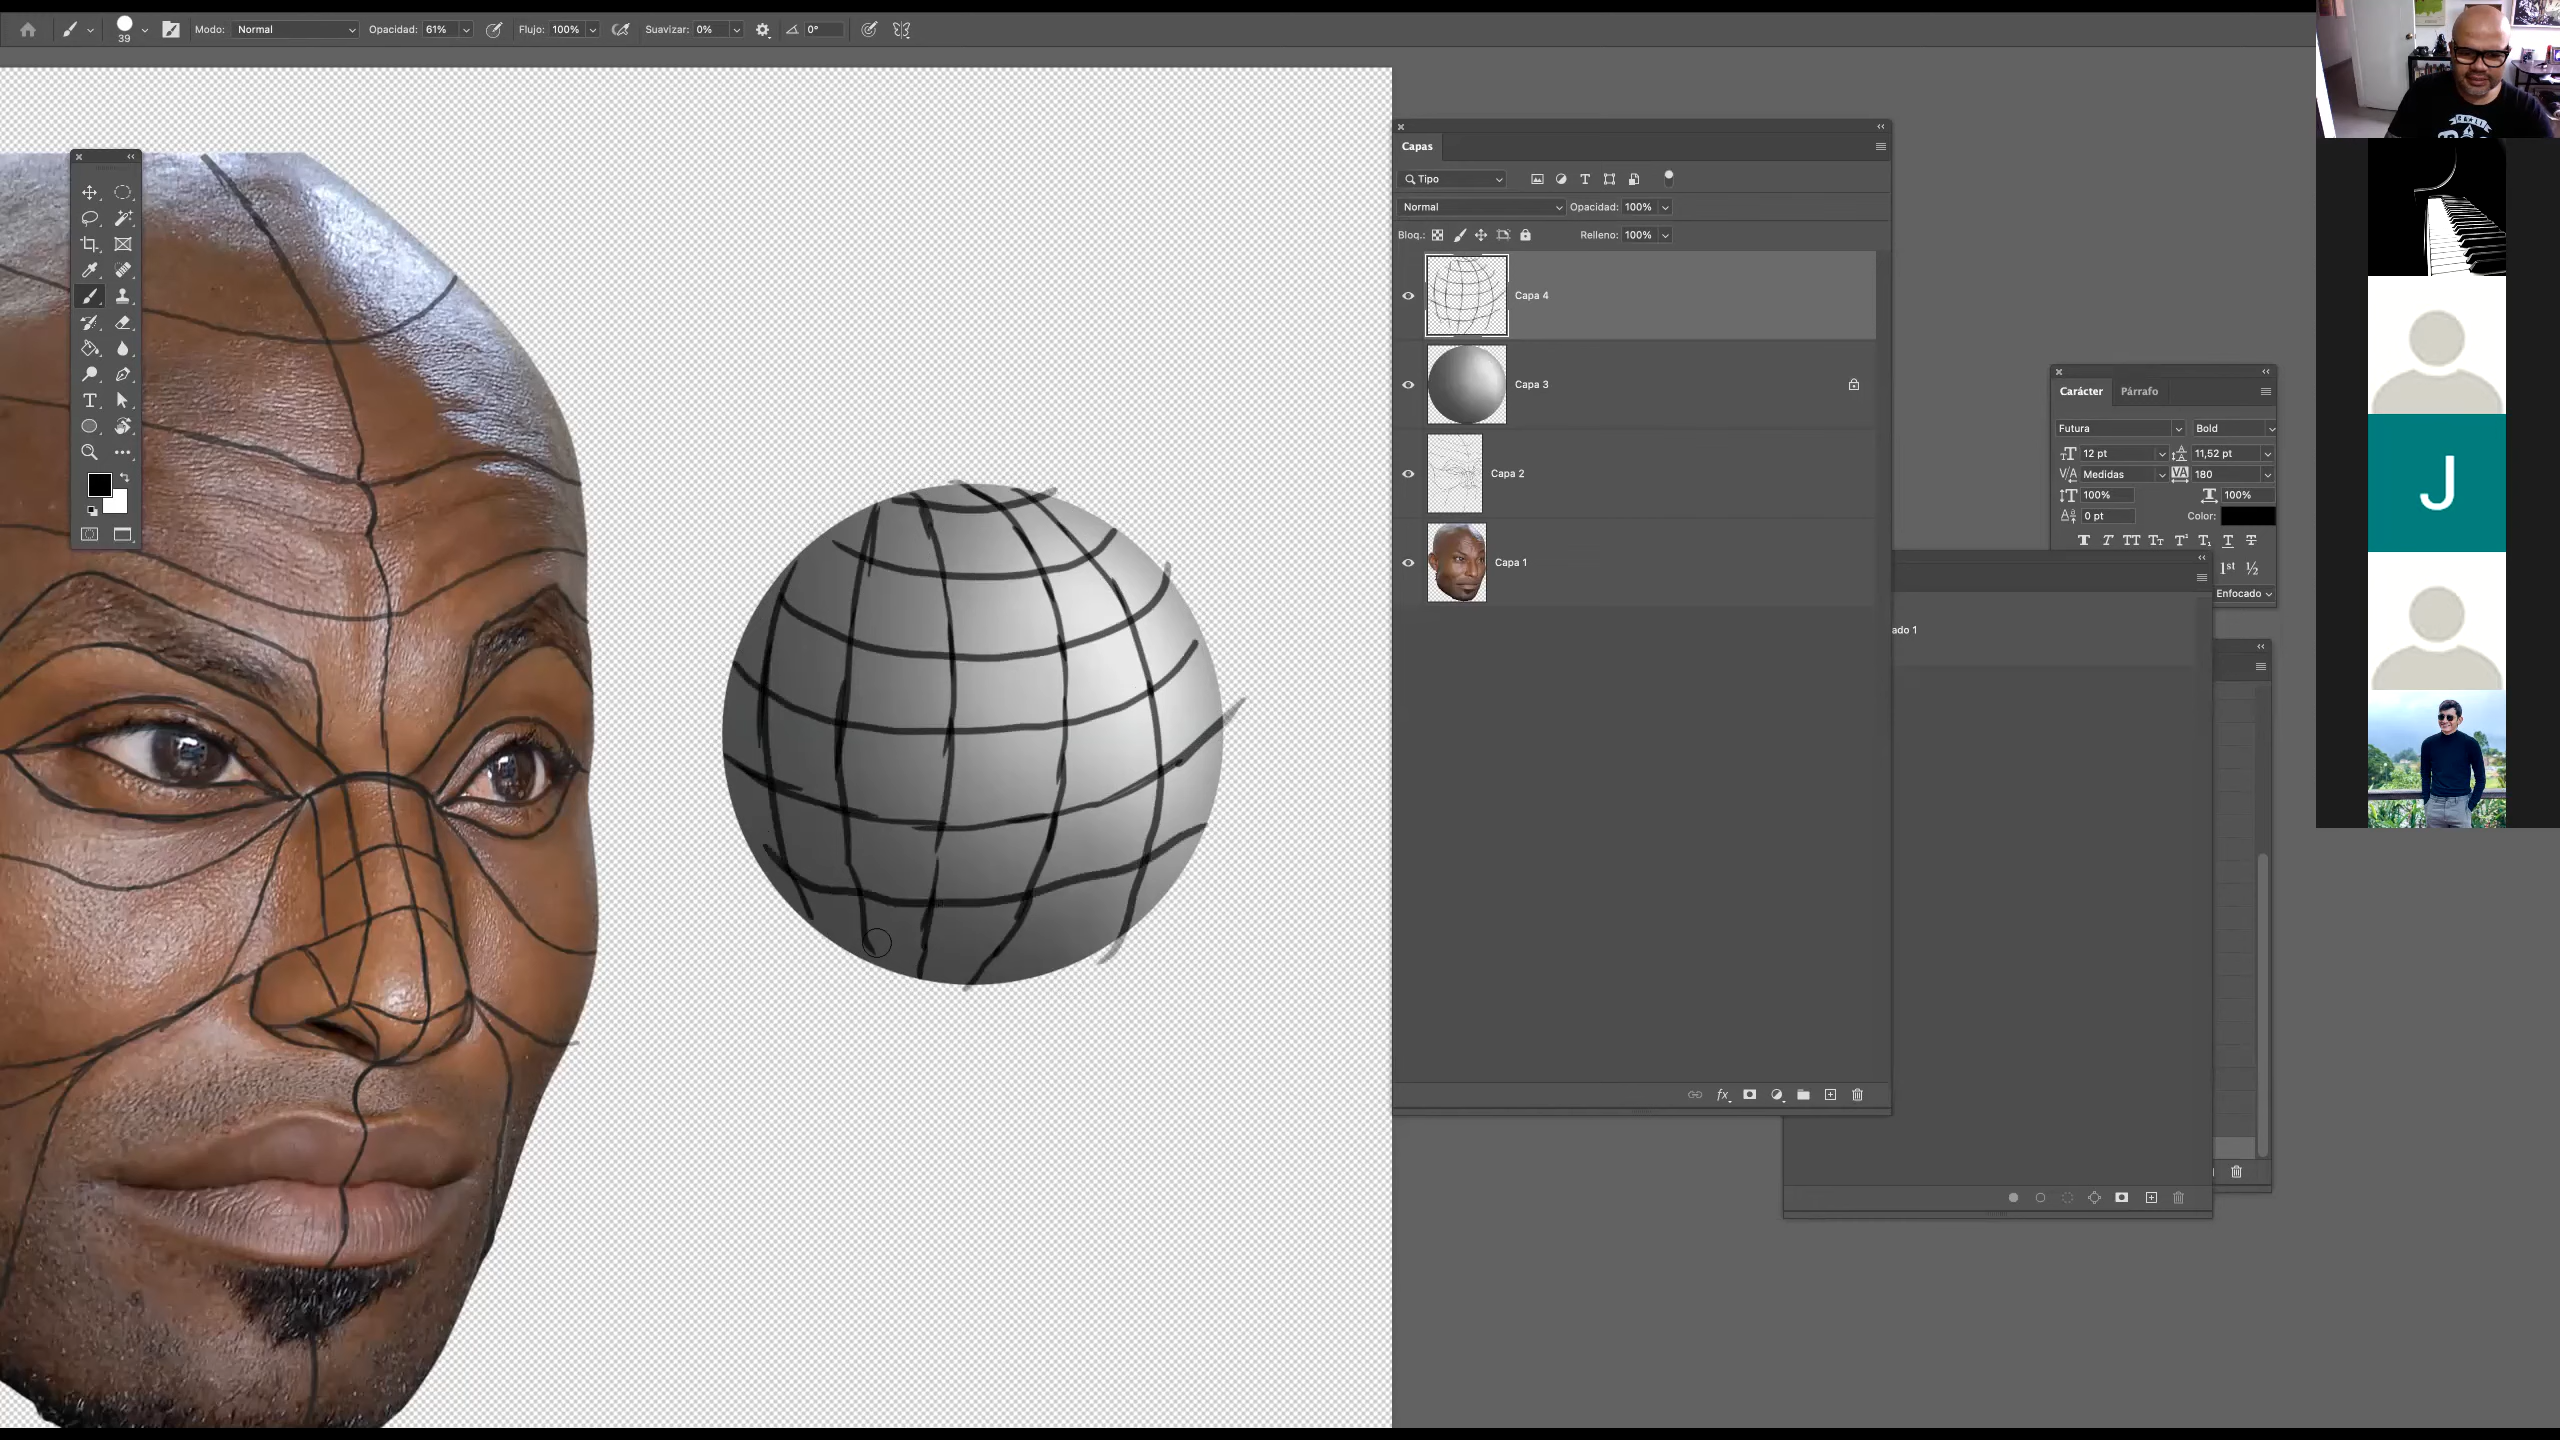 39
Modo: Normal
Opacidad: 61%
Flujo: 100%
Suavizar: 0%
0°
Capas
Tipo
Normal
Opacidad: 100%
Bloq.:
Relleno: 100%
Capa 4
Capa 3
Capa 2
Capa 1
fx
Carácter
Párrafo
Futura
Bold
12 pt
11,52 pt
Medidas
180
100%
100%
0 pt
Color:
1st
½
Enfocado
ado 1
J